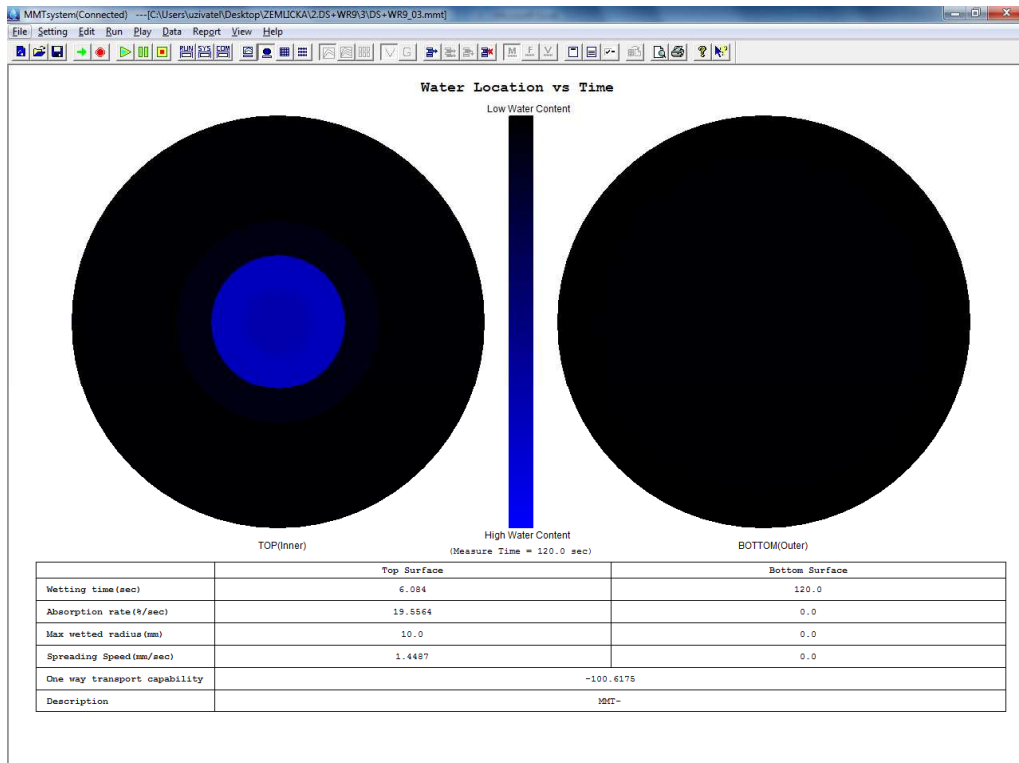 MMTsystem(Connected) ---[C:\Users\uzivatel\Desktop\ZEMLICKA\2.DS+WR9\3\DS+WR9_03.mmt]
File Setting Edit Run Play Data Report View Help
RUN SYS COM G M F V
Water Location vs Time
Low Water Content
High Water Content
TOP(Inner) (Measure Time = 120.0 sec) BOTTOM(Outer)
Top Surface Bottom Surface
Wetting time(sec) 6.084 120.0
Absorption rate(%/sec) 19.5564 0.0
Max wetted radius(mm) 10.0 0.0
Spreading Speed(mm/sec) 1.4487 0.0
One way transport capability -100.6175
Description MMT-